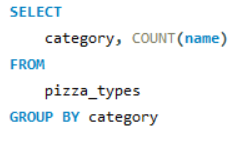 SELECT
    category, COUNT(name)
FROM
    pizza_types
GROUP BY category